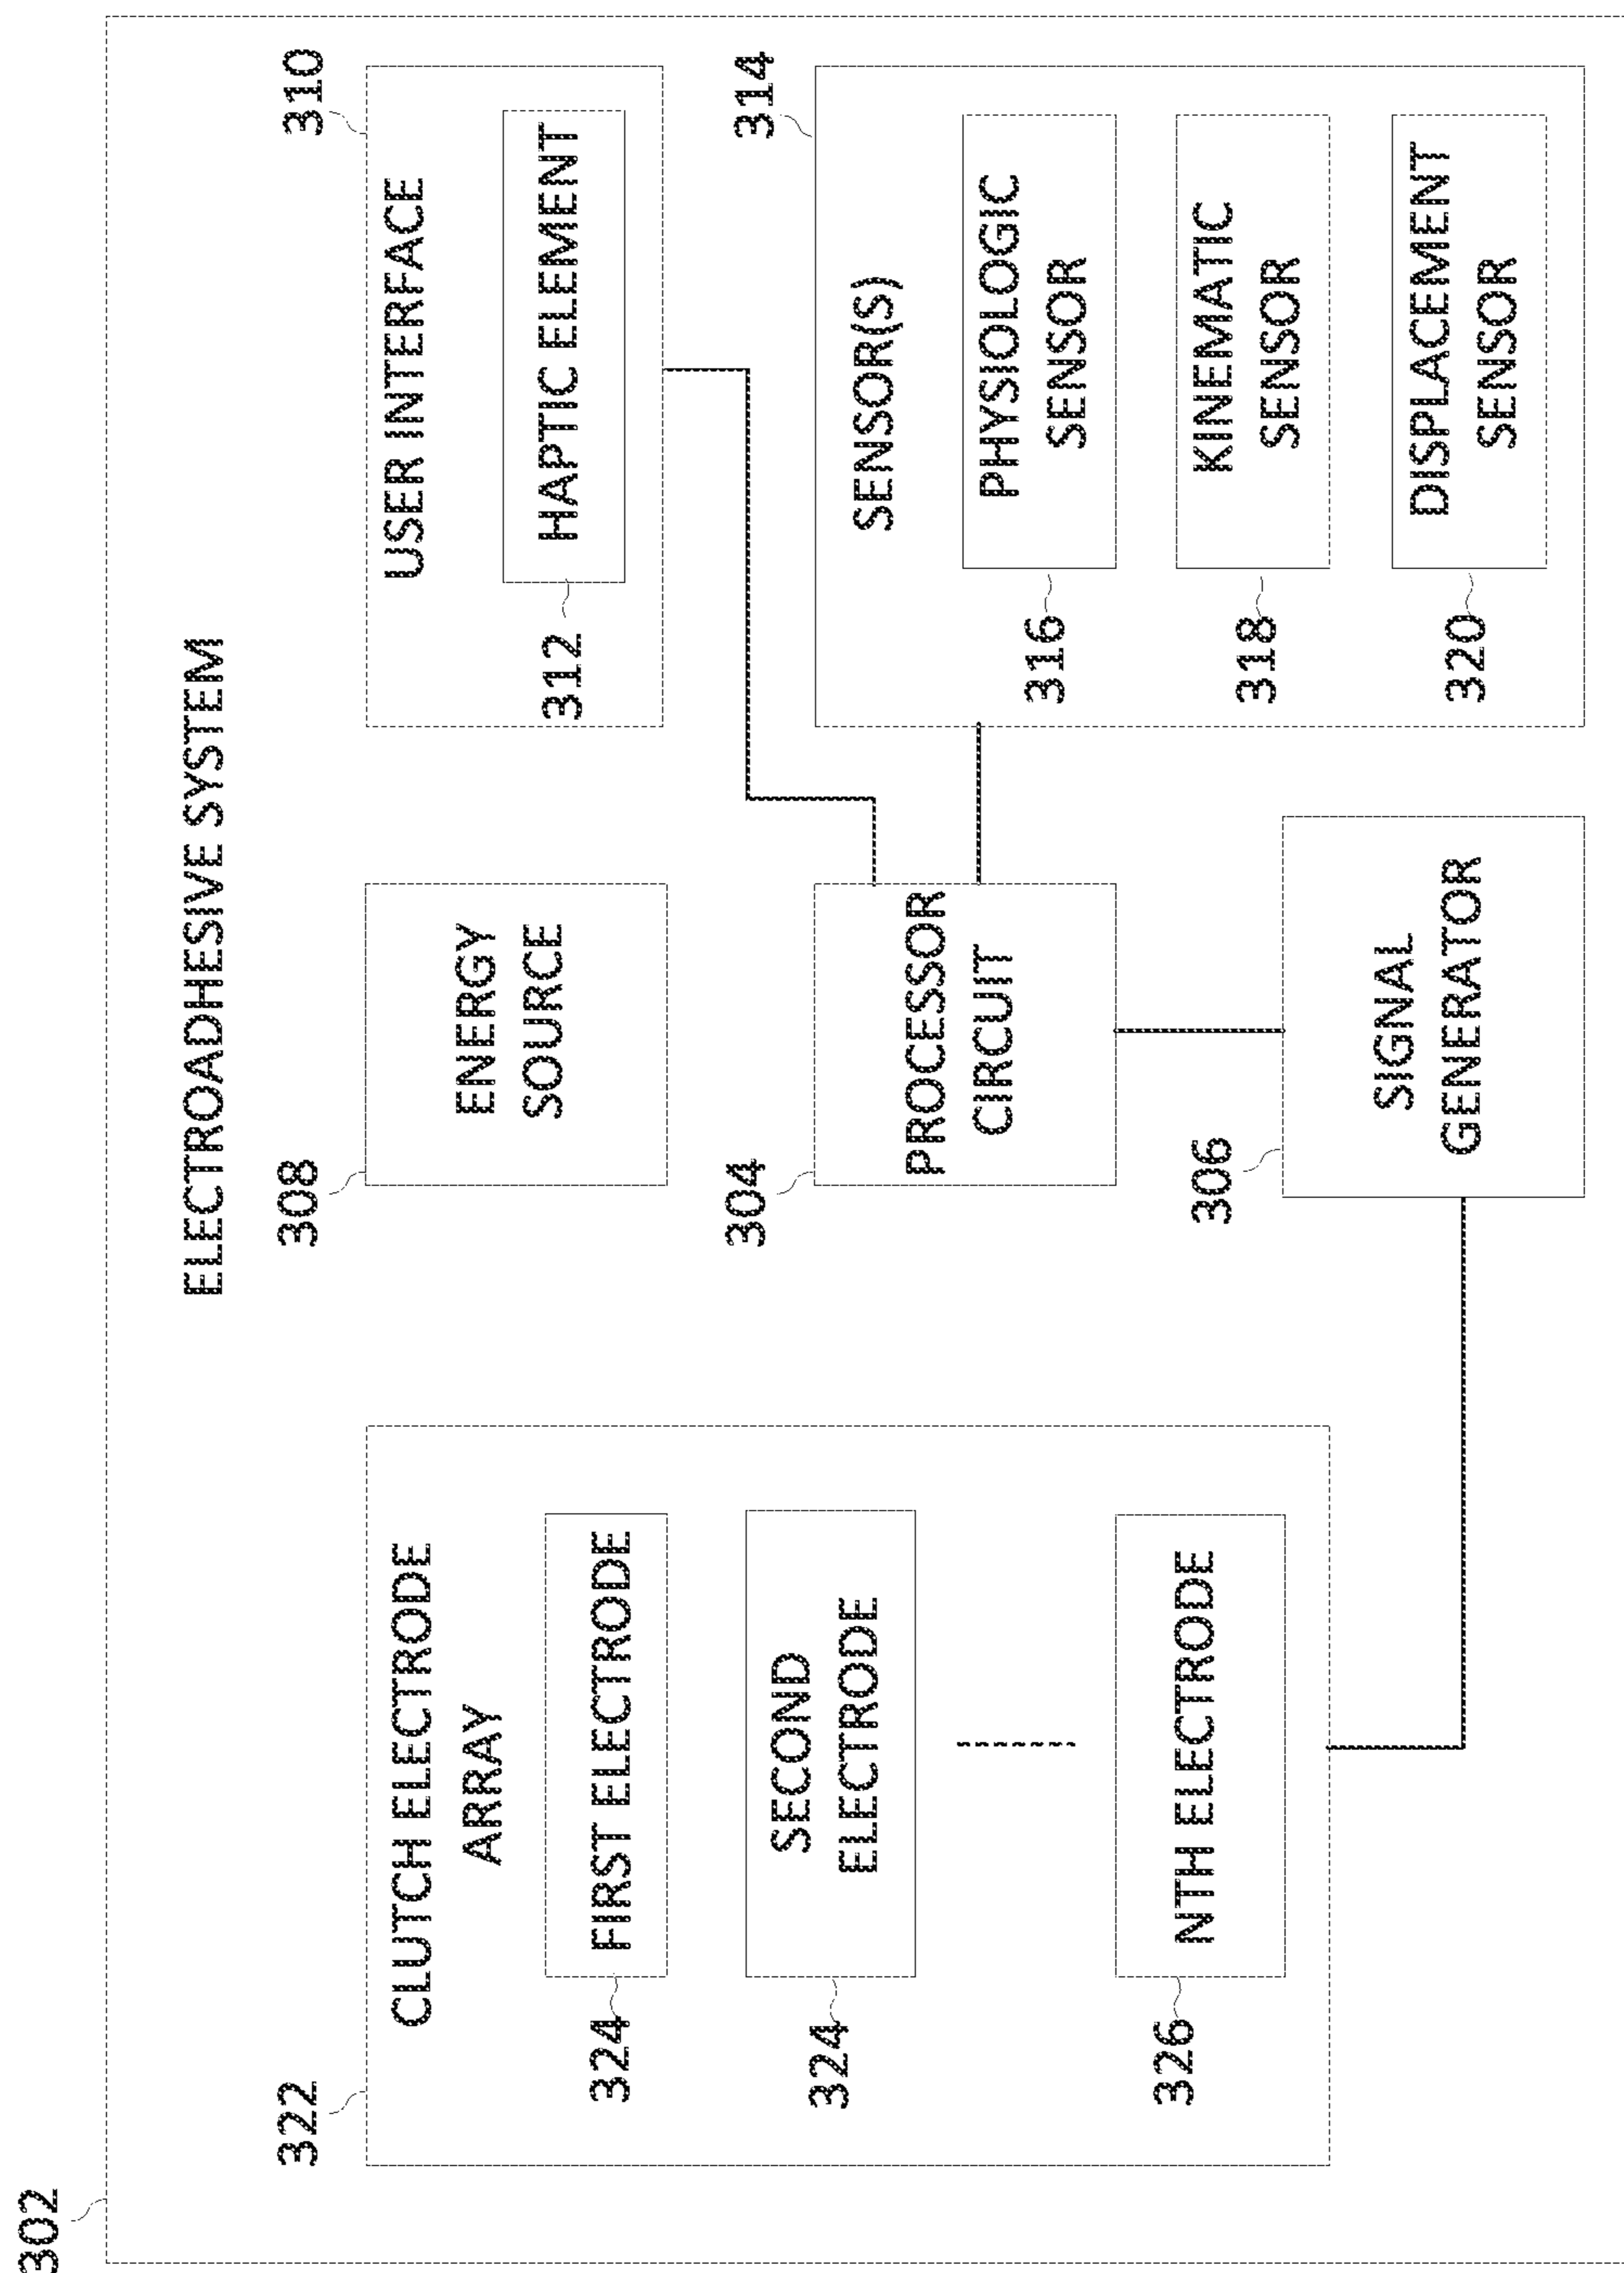 302
ELECTROADHESIVE SYSTEM
322
CLUTCH ELECTRODE
ARRAY
324
FIRST ELECTRODE
324
SECOND
ELECTRODE
326
NTH ELECTRODE
308
ENERGY
SOURCE
304
PROCESSOR
CIRCUIT
306
SIGNAL
GENERATOR
310
USER INTERFACE
312
HAPTIC ELEMENT
314
SENSOR(S)
316
PHYSIOLOGIC
SENSOR
318
KINEMATIC
SENSOR
320
DISPLACEMENT
SENSOR